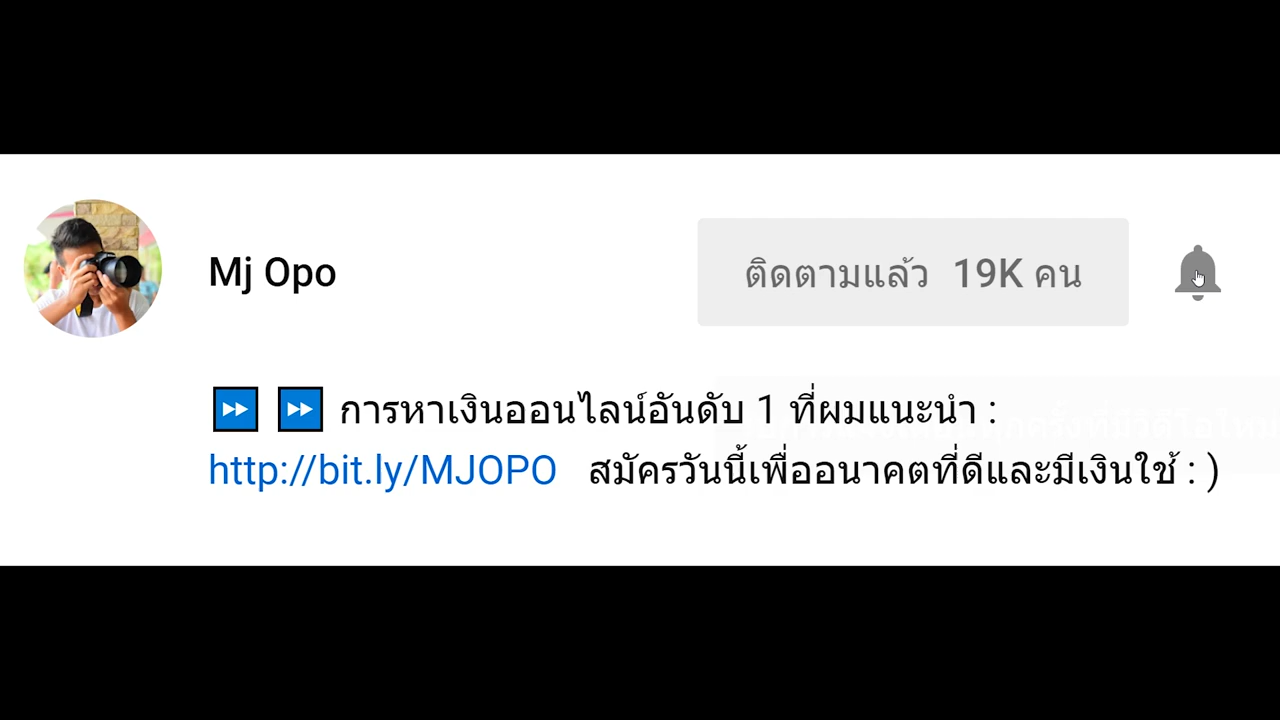 Mj Opo
ติดตามแล้ว 19K คน
⏩ ⏩ การหาเงินออนไลน์อันดับ 1 ที่ผมแนะนำ :
http://bit.ly/MJOPO สมัครวันนี้เพื่ออนาคตที่ดีและมีเงินใช้ : )